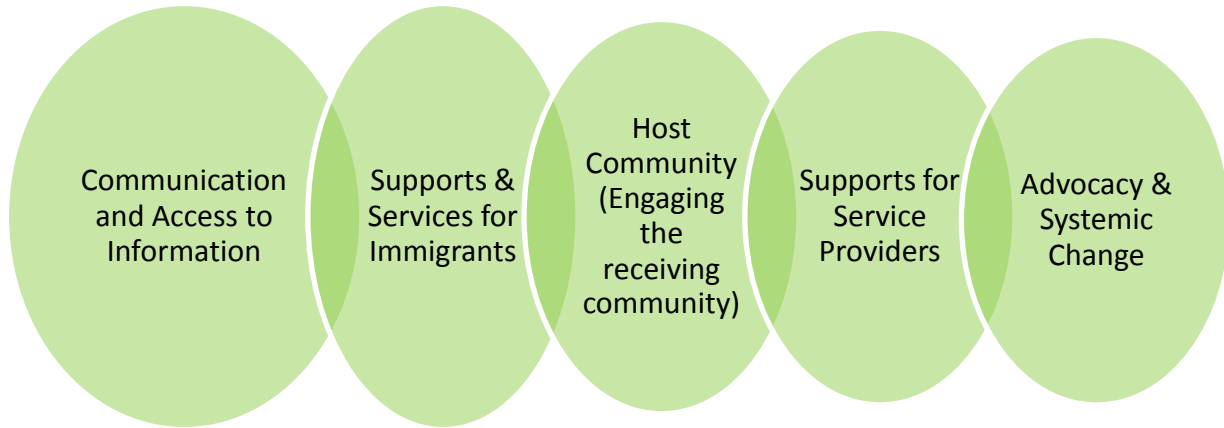 Communication
and Access to
Information
Supports &
Services for
Immigrants
Host
Community
(Engaging
the
receiving
community)
Supports for
Service
Providers
Advocacy &
Systemic
Change